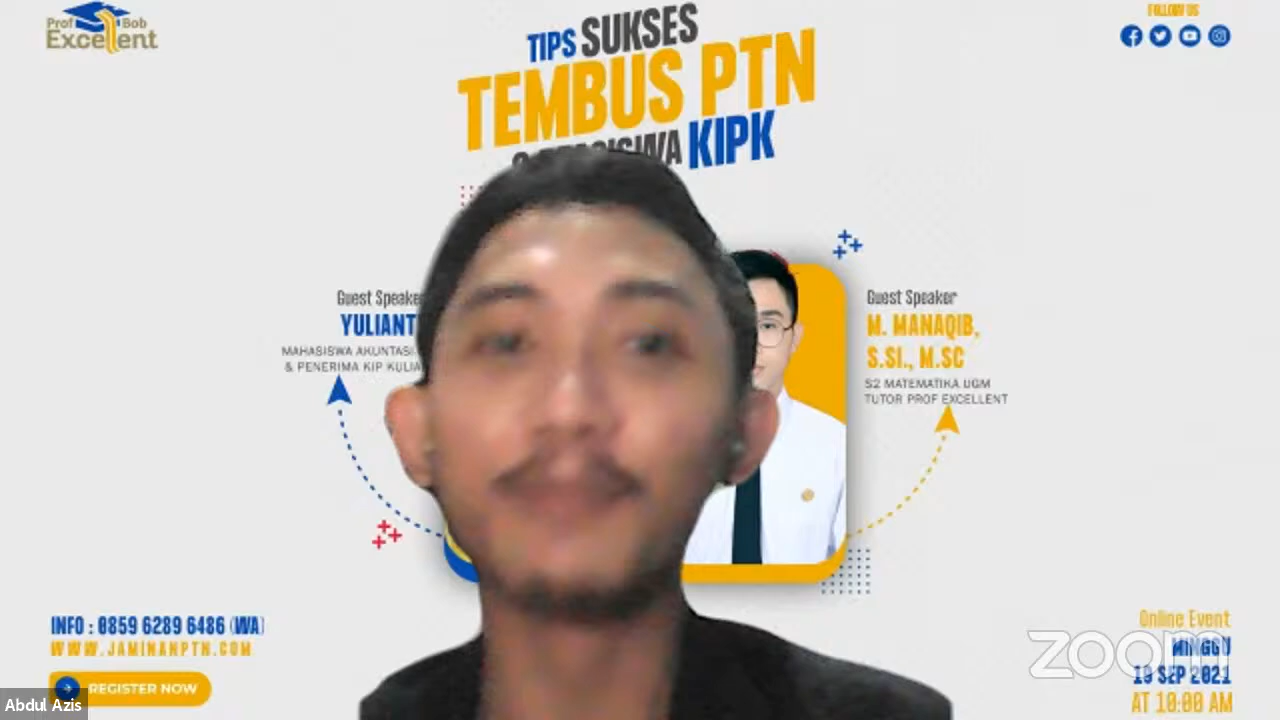 Prof Bob
Excellent
FOLLOW US
TIPS SUKSES
TEMBUS PTN
KIPK
Guest Speaker
YULIANT
MAHASISWA AKUNTASI
& PENERIMA KIP KULIA
Guest Speaker
M. MANAQIB,
S.SI., M.SC
S2 MATEMATIKA UGM
TUTOR PROF EXCELLENT
INFO : 0859 6289 6486 (WA)
WWW.JAMINANPTN.COM
REGISTER NOW
Abdul Azis
Online Event
MINGGU
zoom
SEP 2021
AT 10:00 AM